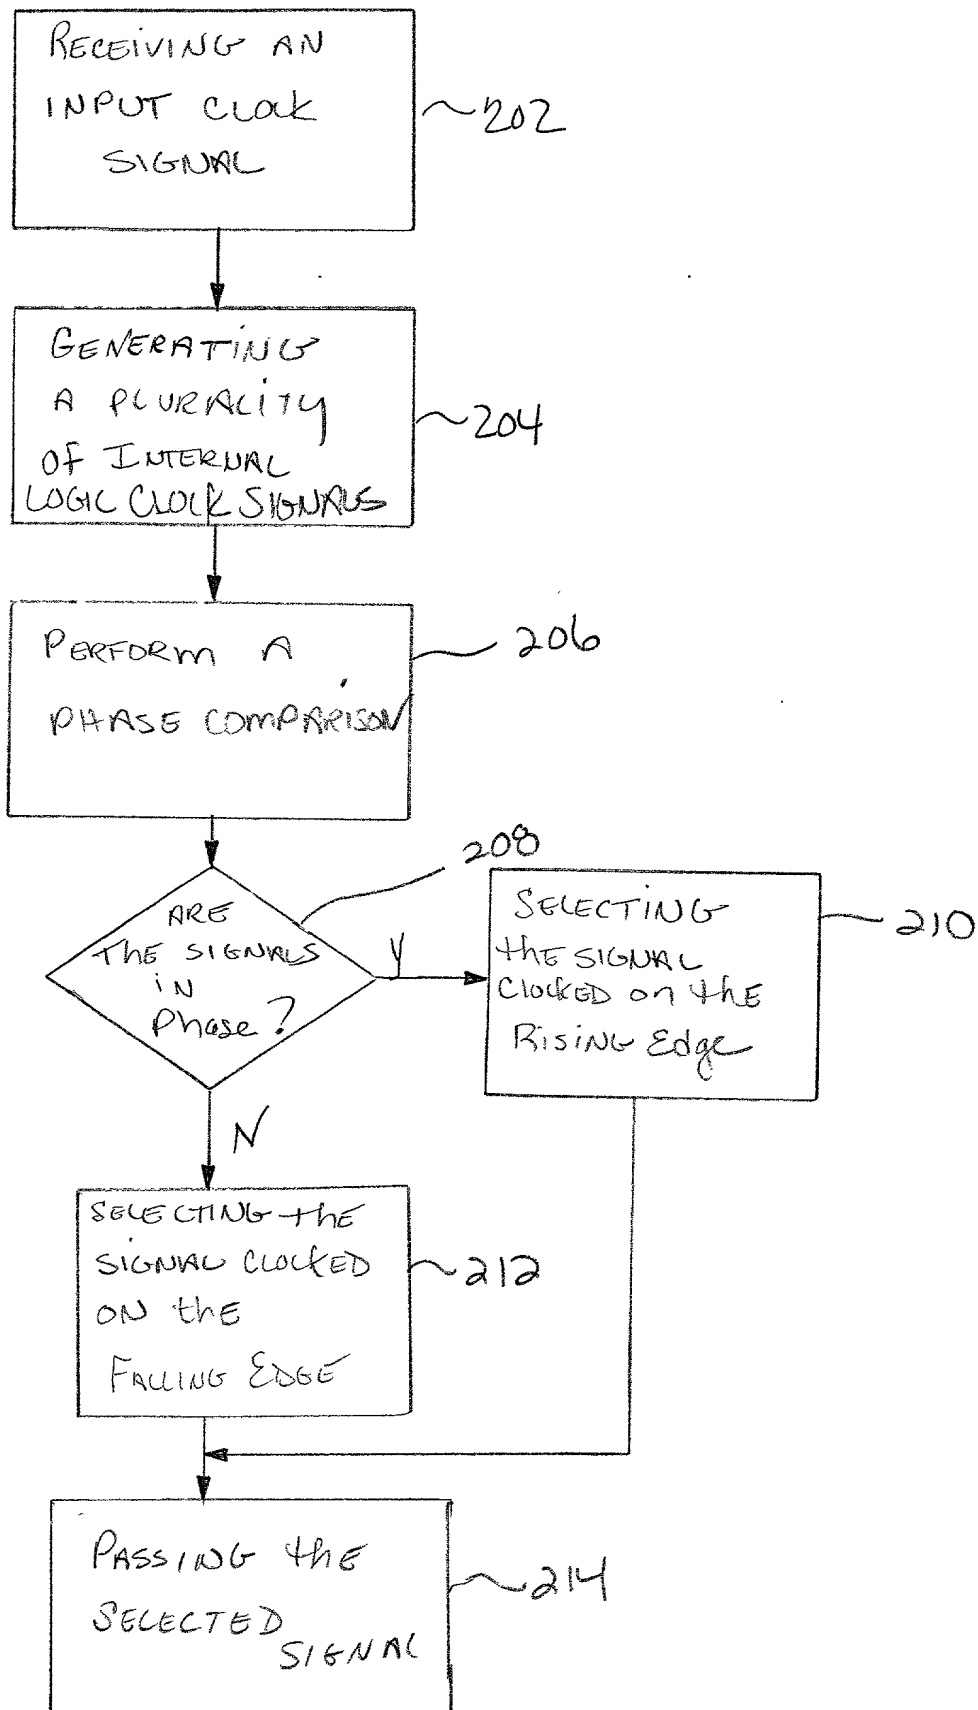 RECEIVING AN
INPUT CLOCK
SIGNAL
202
GENERATING
A PLURALITY
OF INTERNAL
LOGIC CLOCK SIGNALS
204
PERFORM A
PHASE COMPARISON
206
208
ARE
THE SIGNALS
IN
Phase?
Y
SELECTING
the SIGNAL
CLOCKED on the
Rising Edge
210
N
SELECTING the
SIGNAL CLOCKED
ON the
FALLING EDGE
212
PASSING the
SELECTED
SIGNAL
214